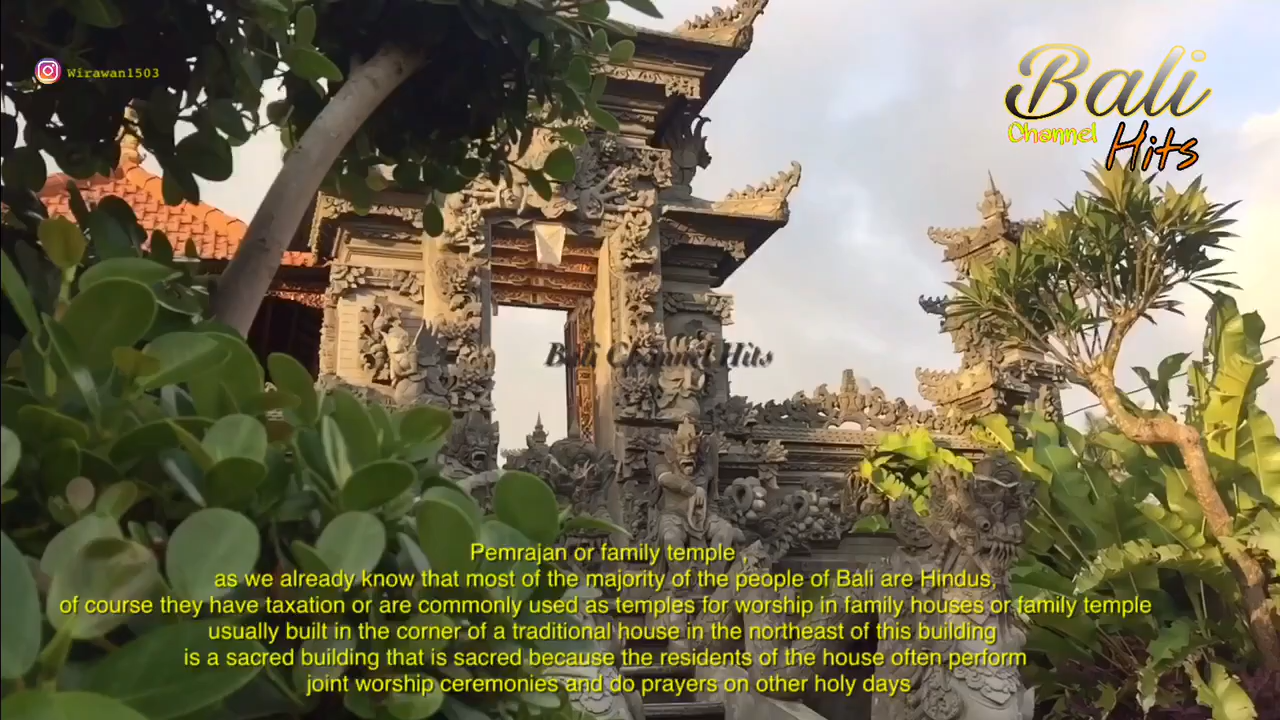 Wirawan1503
Bali
Channel Hits
Bali Channel Hits
Pemrajan or family temple ,
as we already know that most of the majority of the people of Bali are Hindus,
of course they have taxation or are commonly used as temples for worship in family houses or family temple
usually built in the corner of a traditional house in the northeast of this building
is a sacred building that is sacred because the residents of the house often perform
joint worship ceremonies and do prayers on other holy days